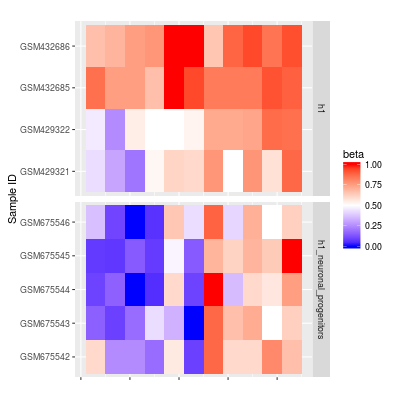 GSM432686
GSM432685
GSM429322
GSM429321
h1
GSM675546
GSM675545
GSM675544
GSM675543
GSM675542
h1_neuronal_progenitors
Sample ID
beta
1.00
0.75
0.50
0.25
0.00